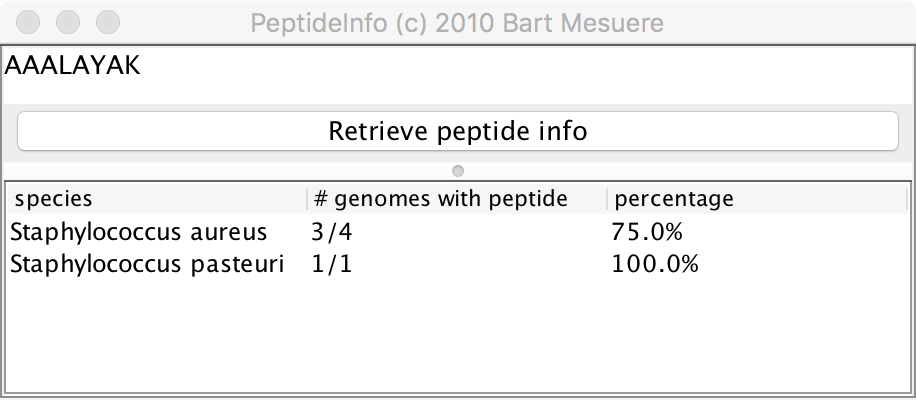 PeptideInfo (c) 2010 Bart Mesuere
AAALAYAK
Retrieve peptide info
species # genomes with peptide percentage
Staphylococcus aureus 3/4 75.0%
Staphylococcus pasteuri 1/1 100.0%